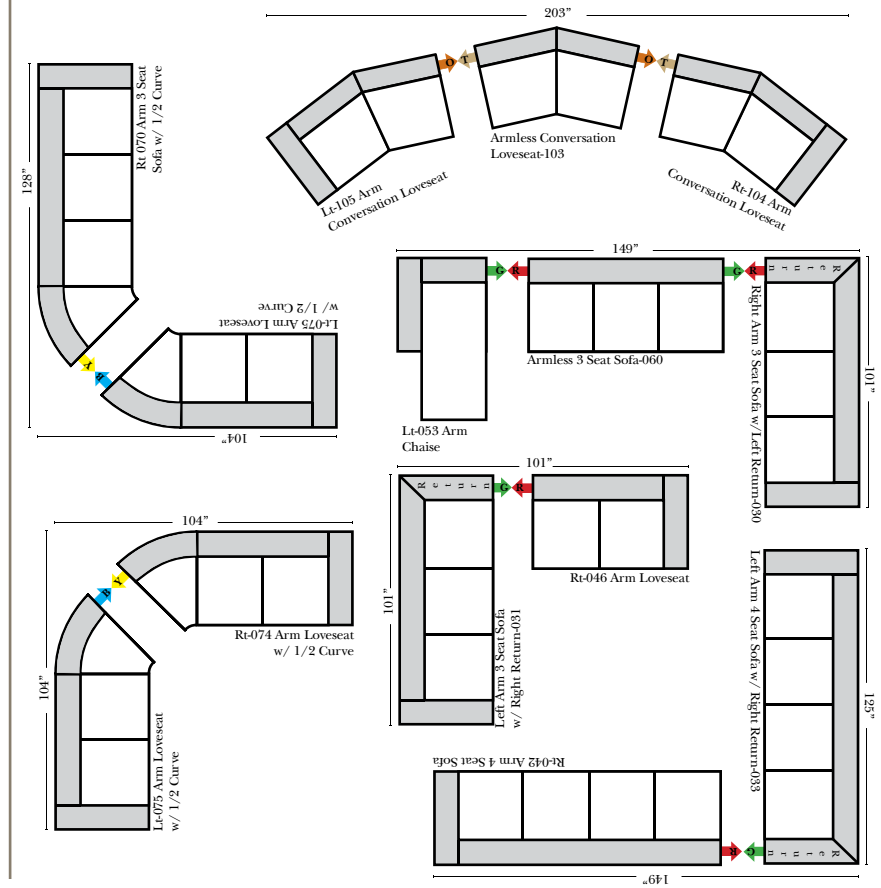 203”
O T
O T
Armless Conversation
Loveseat-103
Lt-105 Arm
Conversation Loveseat
Rt-104 Arm
Conversation Loveseat
128”
Rt 070 Arm 3 Seat
Sofa w/ 1/2 Curve
Lt-075 Arm Loveseat
w/ 1/2 Curve
Y
B
104”
149”
G R
G R
Return
Armless 3 Seat Sofa-060
Lt-053 Arm
Chaise
Right Arm 3 Seat Sofa w/Left Return-030
101”
101”
Return
G R
101”
Rt-046 Arm Loveseat
Left Arm 3 Seat Sofa
w/ Right Return-031
104”
B Y
Rt-074 Arm Loveseat
w/ 1/2 Curve
104”
Lt-075 Arm Loveseat
w/ 1/2 Curve
Left Arm 4 Seat Sofa w/ Right Return-033
125”
Rt-042 Arm 4 Seat Sofa
R G
Return
149”